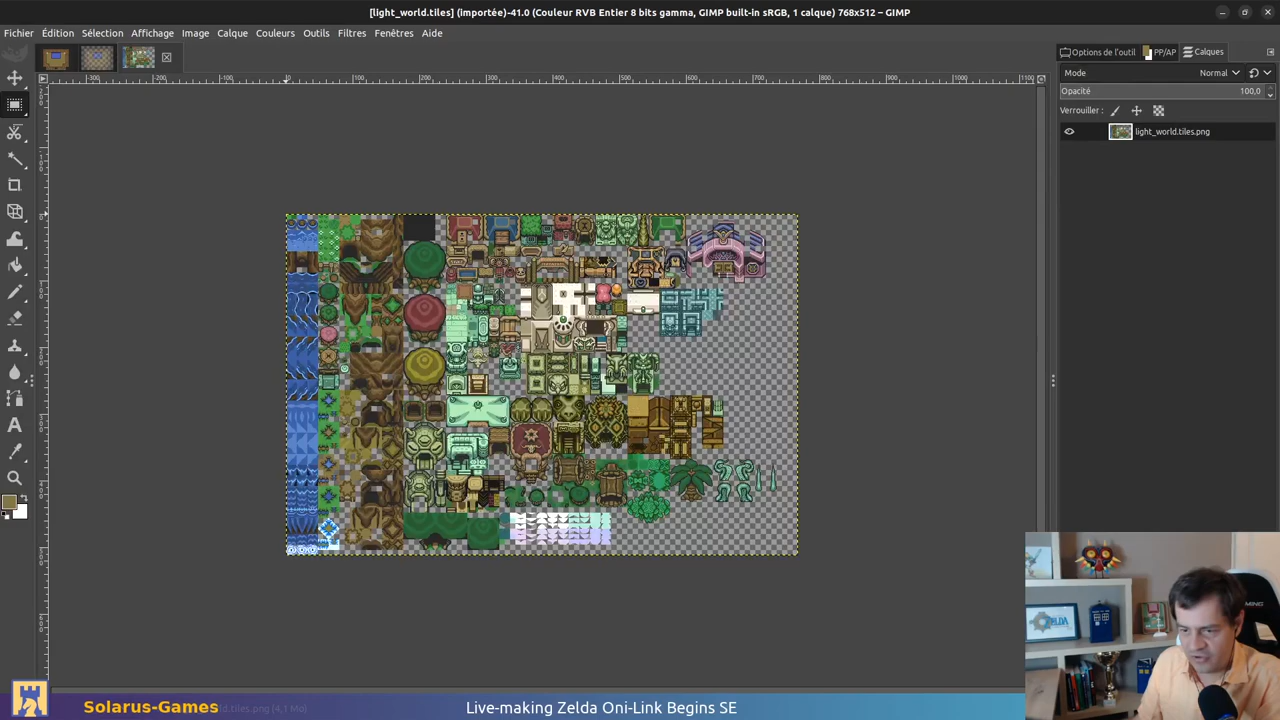 [light_world.tiles] (importée)-41.0 (Couleur RVB Entier 8 bits gamma, GIMP built-in sRGB, 1 calque) 768x512 – GIMP
Fichier Édition Sélection Affichage Image Calque Couleurs Outils Filtres Fenêtres Aide
Options de l'outil PP/AP Calques
Mode Normal
Opacité 100,0
Verrouiller :
light_world.tiles.png
Solarus-Games
Live-making Zelda Oni-Link Begins SE